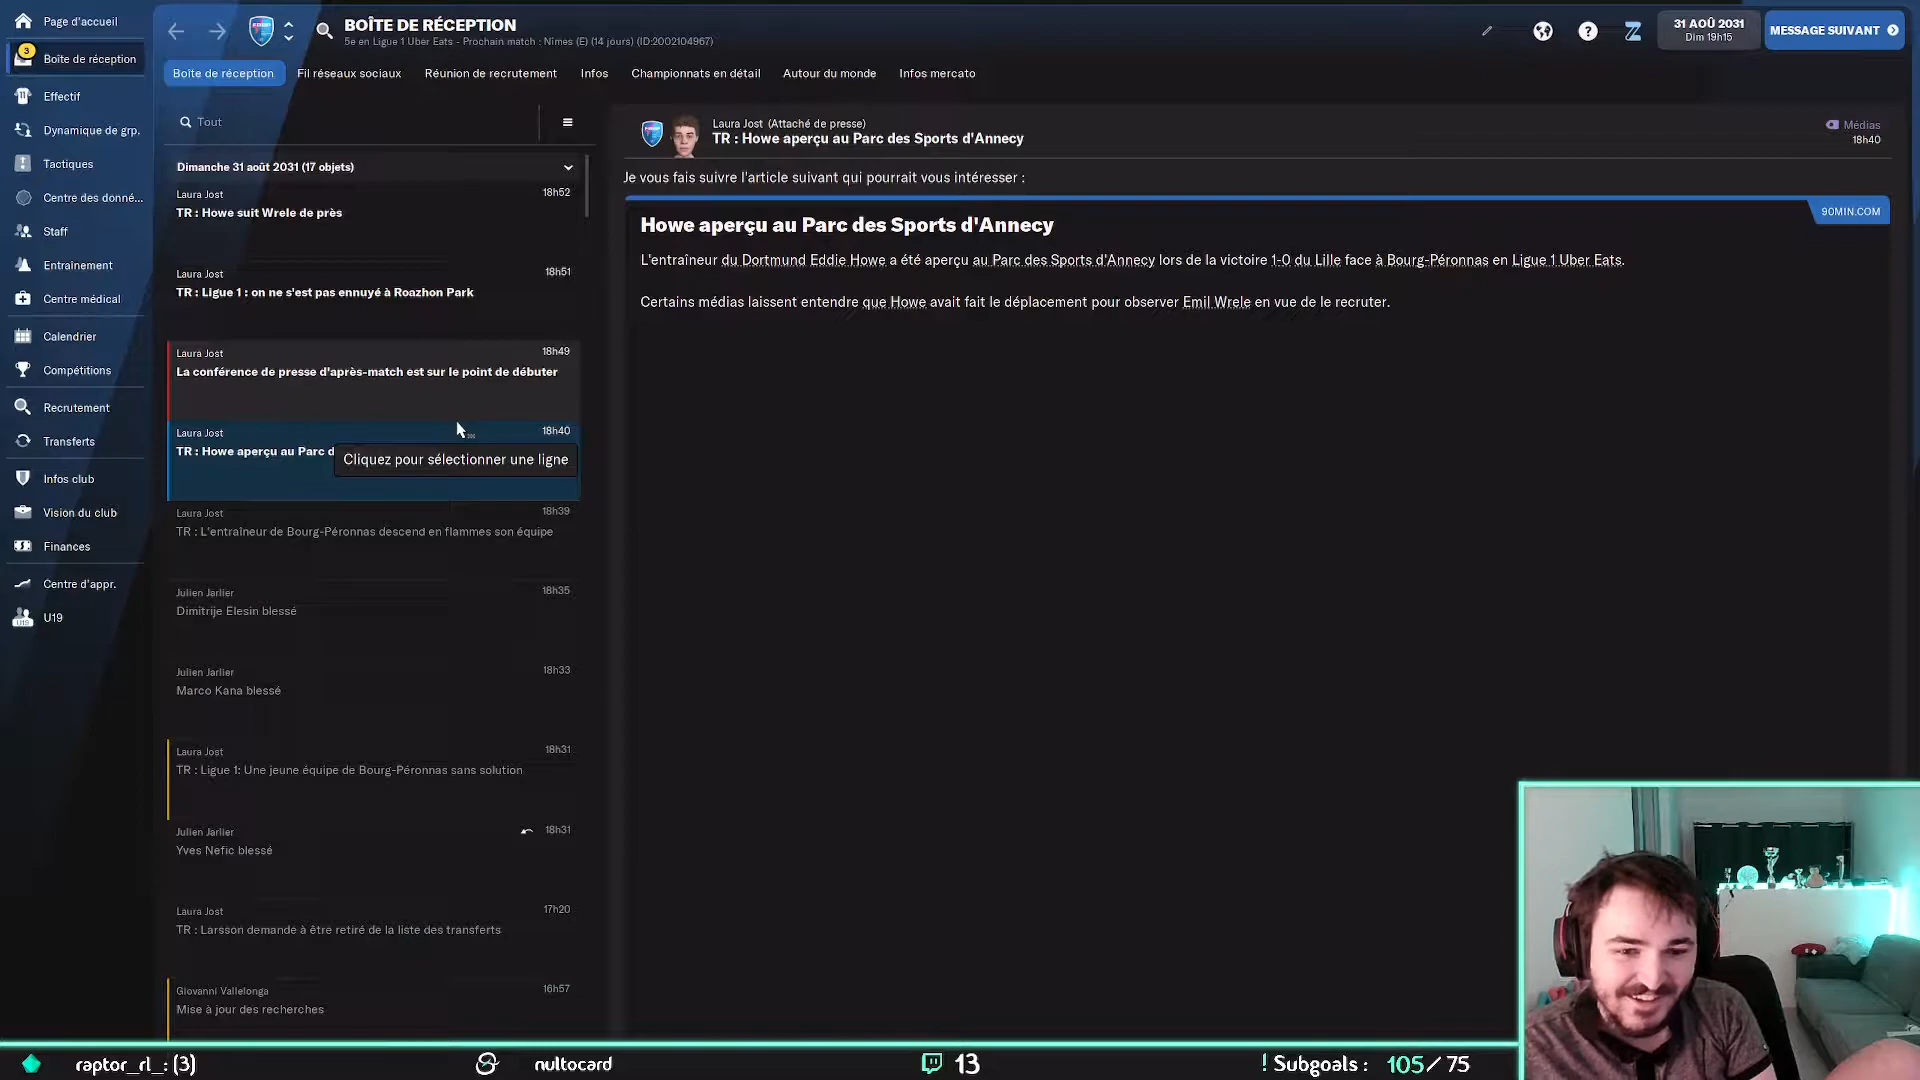 Page d'accueil
3
Boîte de réception
Effectif
Dynamique de grp.
Tactiques
Centre des donné...
Staff
Entraînement
Centre médical
Calendrier
Compétitions
Recrutement
Transferts
Infos club
Vision du club
Finances
Centre d'appr.
U19
BOÎTE DE RÉCEPTION
5e en Ligue 1 Uber Eats - Prochain match : Nîmes (E) (14 jours) (ID:2002104967)
31 AOÛ 2031
Dim 19h15
MESSAGE SUIVANT
Boîte de réception
Fil réseaux sociaux
Réunion de recrutement
Infos
Championnats en détail
Autour du monde
Infos mercato
Tout
Dimanche 31 août 2031 (17 objets)
Laura Jost 18h52
TR : Howe suit Wrele de près
Laura Jost 18h51
TR : Ligue 1 : on ne s'est pas ennuyé à Roazhon Park
Laura Jost 18h49
La conférence de presse d'après-match est sur le point de débuter
Laura Jost 18h40
TR : Howe aperçu au Parc d
Cliquez pour sélectionner une ligne
Laura Jost 18h39
TR : L'entraîneur de Bourg-Péronnas descend en flammes son équipe
Julien Jarlier 18h35
Dimitrije Elesin blessé
Julien Jarlier 18h33
Marco Kana blessé
Laura Jost 18h31
TR : Ligue 1: Une jeune équipe de Bourg-Péronnas sans solution
Julien Jarlier 18h31
Yves Nefic blessé
Laura Jost 17h20
TR : Larsson demande à être retiré de la liste des transferts
Giovanni Vallelonga 16h57
Mise à jour des recherches
Laura Jost (Attaché de presse)
TR : Howe aperçu au Parc des Sports d'Annecy
Médias
18h40
Je vous fais suivre l'article suivant qui pourrait vous intéresser :
90MIN.COM
Howe aperçu au Parc des Sports d'Annecy
L'entraîneur du Dortmund Eddie Howe a été aperçu au Parc des Sports d'Annecy lors de la victoire 1-0 du Lille face à Bourg-Péronnas en Ligue 1 Uber Eats.
Certains médias laissent entendre que Howe avait fait le déplacement pour observer Emil Wrele en vue de le recruter.
raptor_rl_: (3)
nultocard
13
! Subgoals : 105 / 75